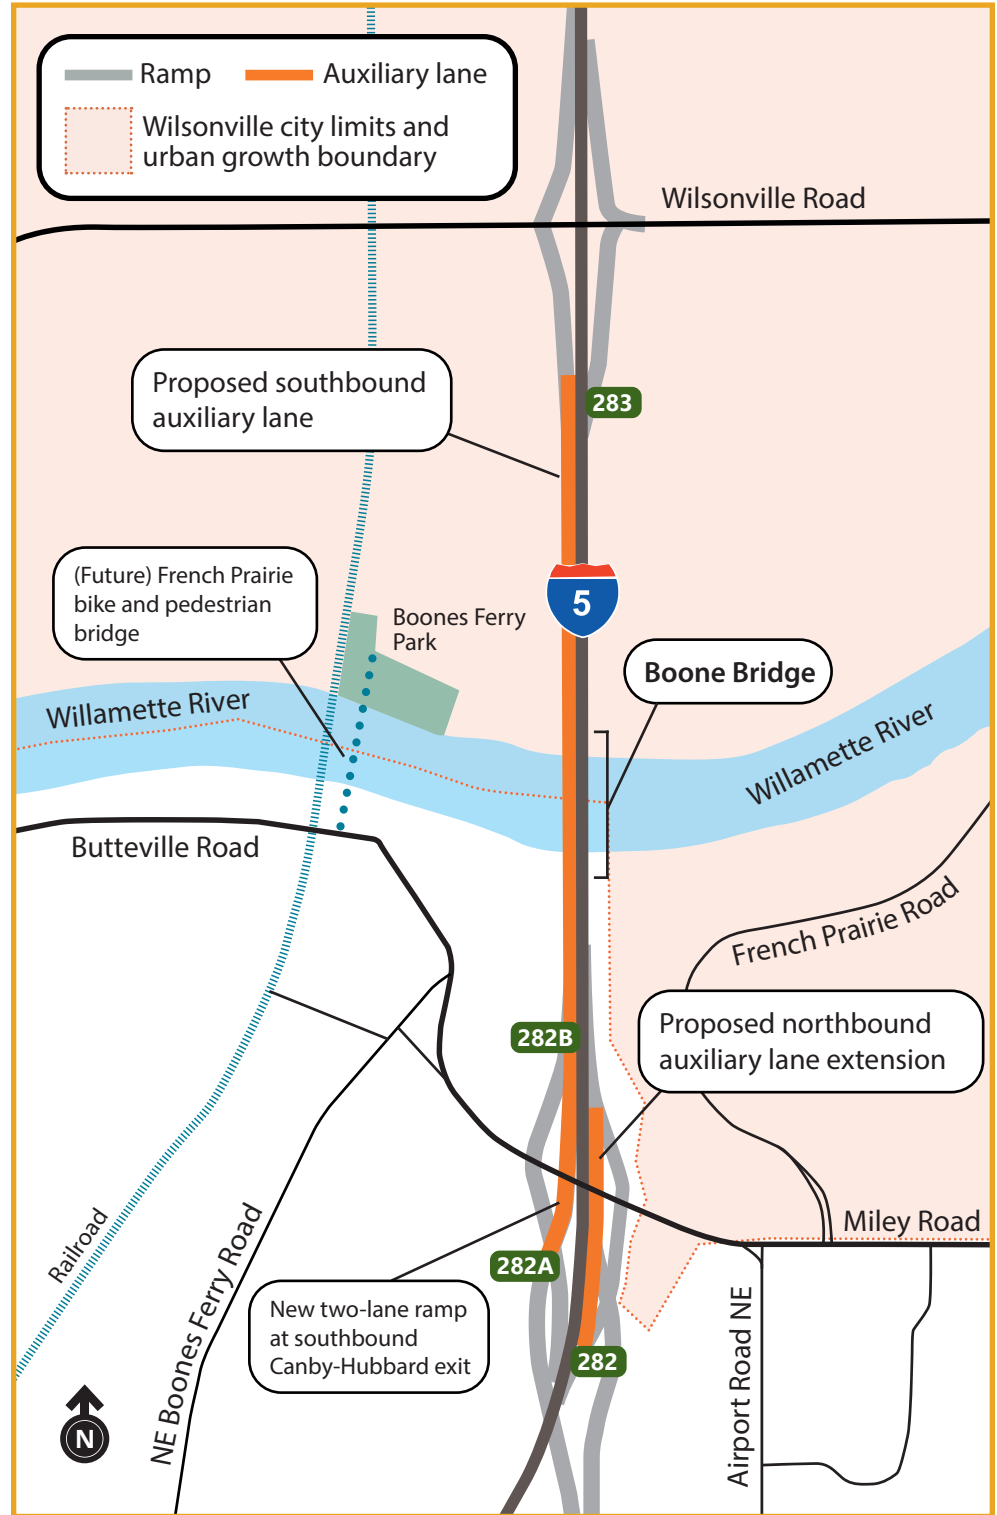 Ramp
Auxiliary lane
Wilsonville city limits and
urban growth boundary
Wilsonville Road
Proposed southbound
auxiliary lane
283
(Future) French Prairie
bike and pedestrian
bridge
Boones Ferry
Park
5
Boone Bridge
Willamette River
Willamette River
Butteville Road
French Prairie Road
282B
Proposed northbound
auxiliary lane extension
Railroad
NE Boones Ferry Road
Miley Road
282A
New two-lane ramp
at southbound
Canby-Hubbard exit
282
Airport Road NE
N